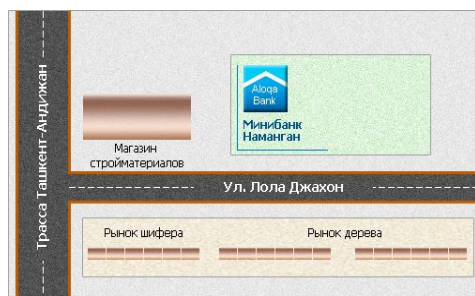 Трасса Ташкент-Андижан
Aloqa
Bank
Минибанк
Наманган
Магазин
стройматериалов
Ул. Лола Джахон
Рынок шифера
Рынок дерева